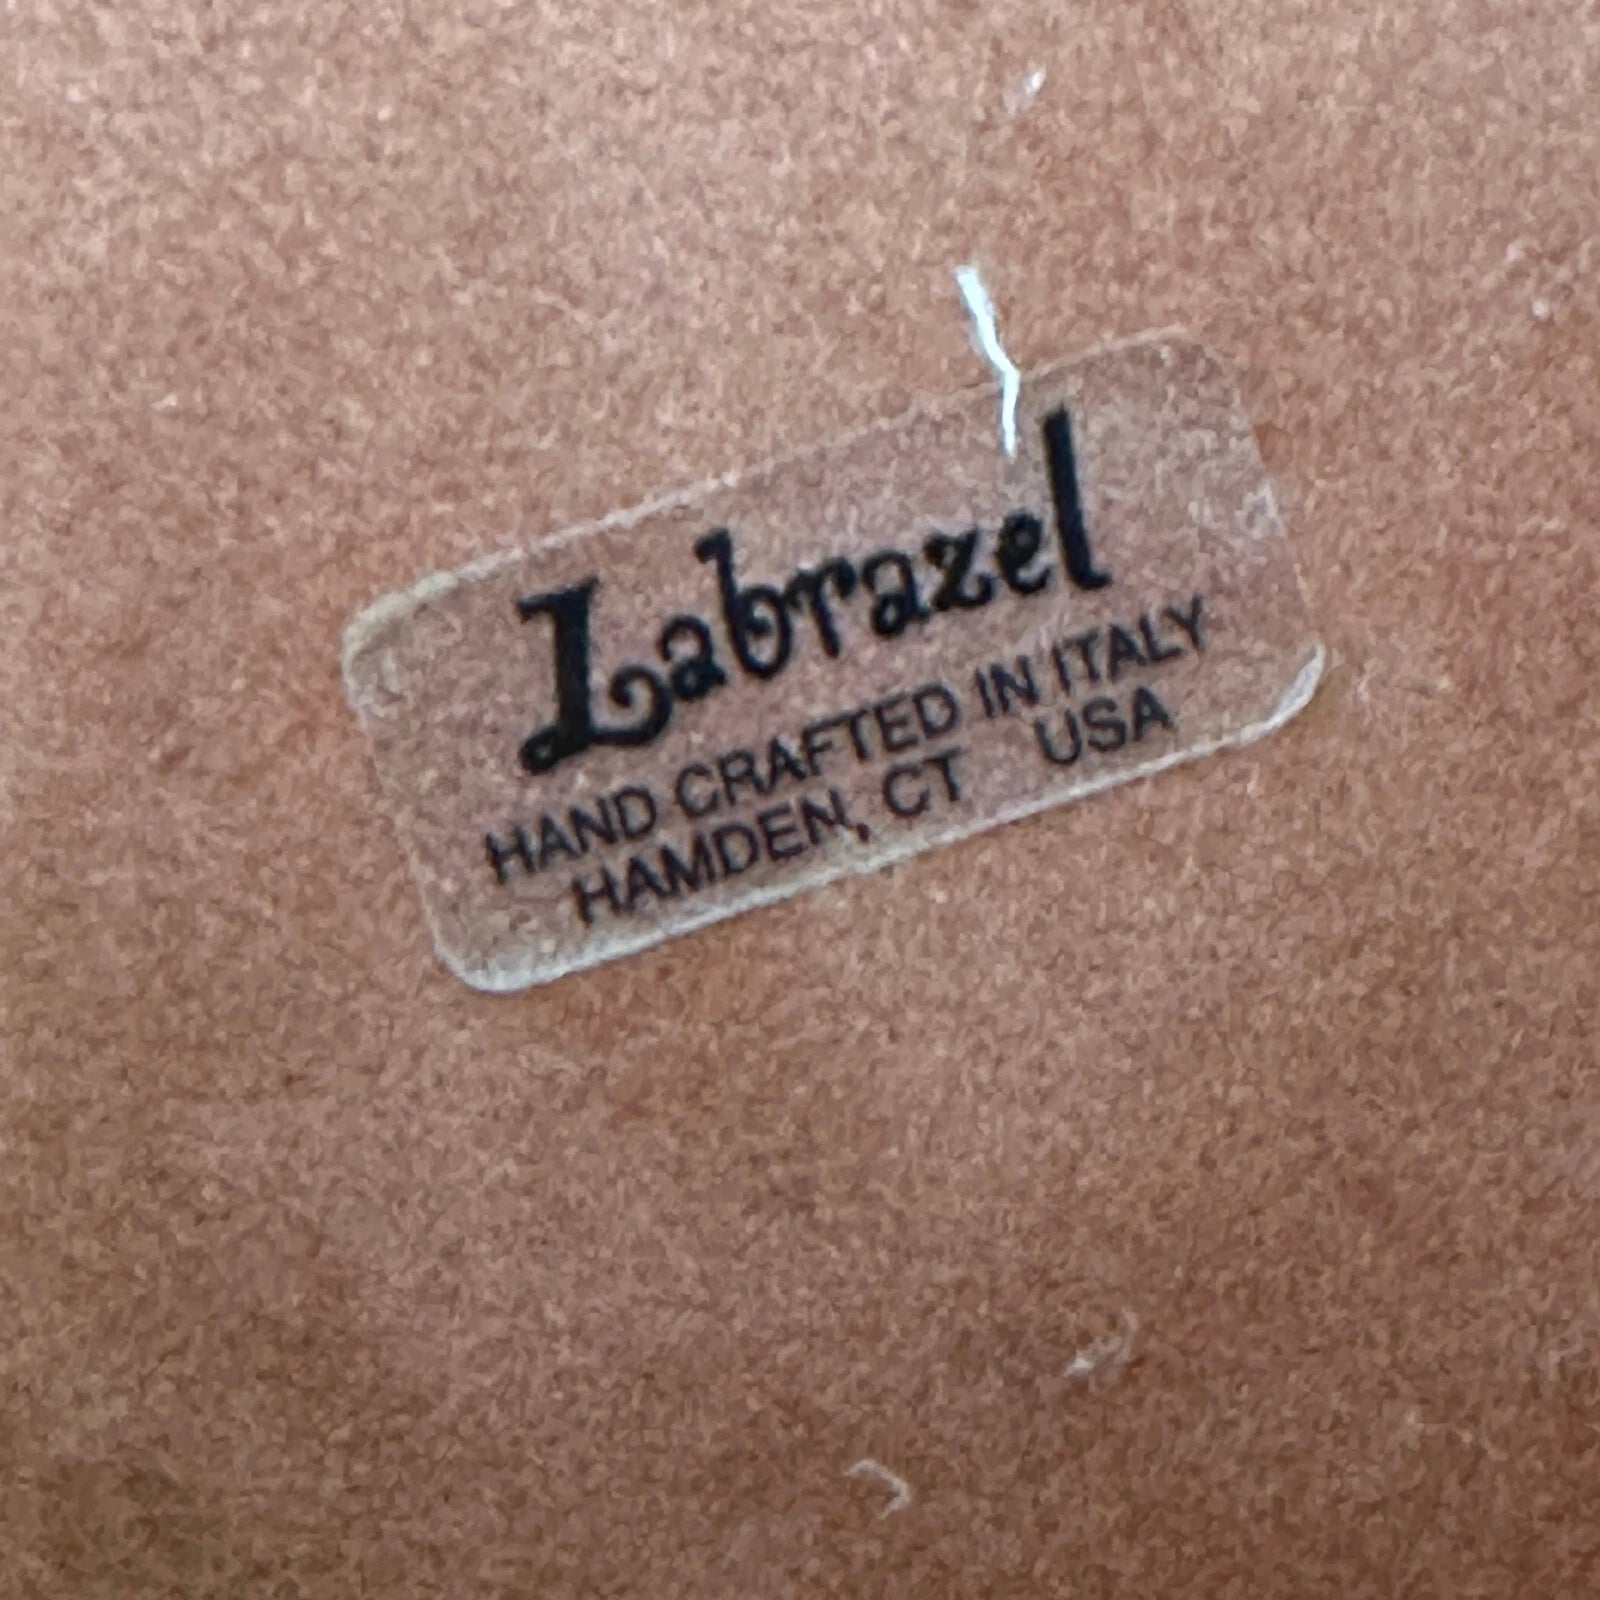 Labrazel
HAND CRAFTED IN ITALY
HAMDEN, CT USA